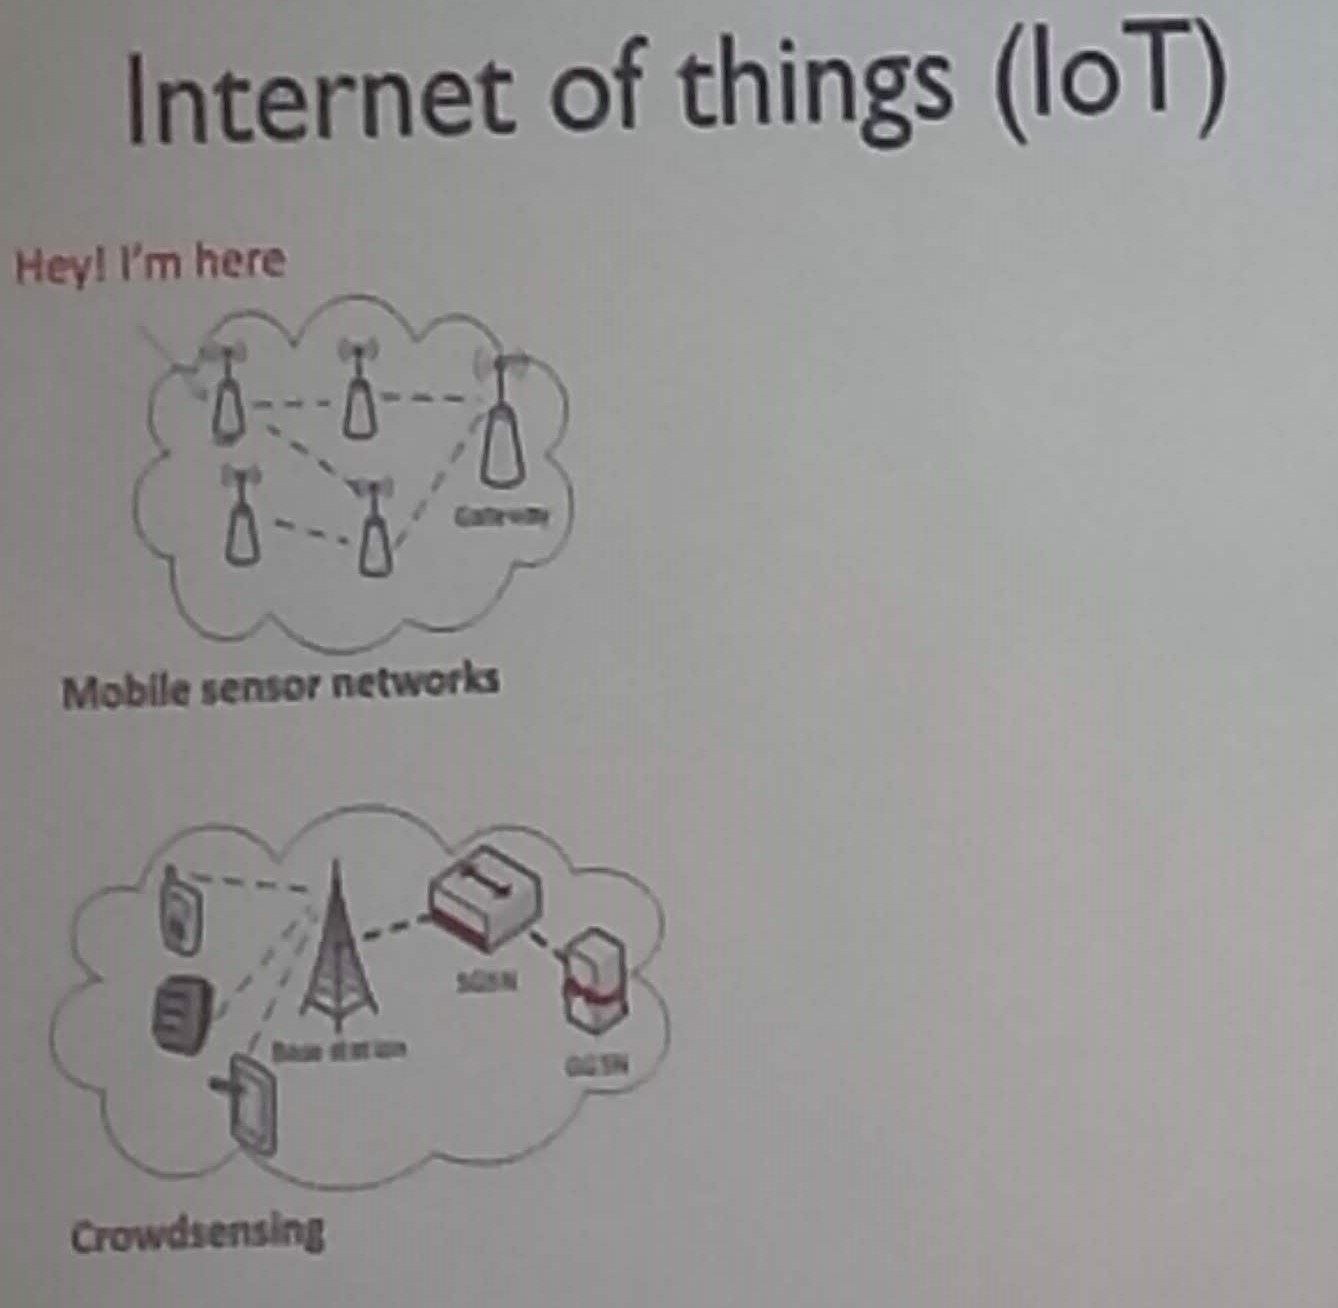 Internet of things (IoT)
Hey! I'm here
Gateway
Mobile sensor networks
SGSN
Base station
GGSN
Crowdsensing